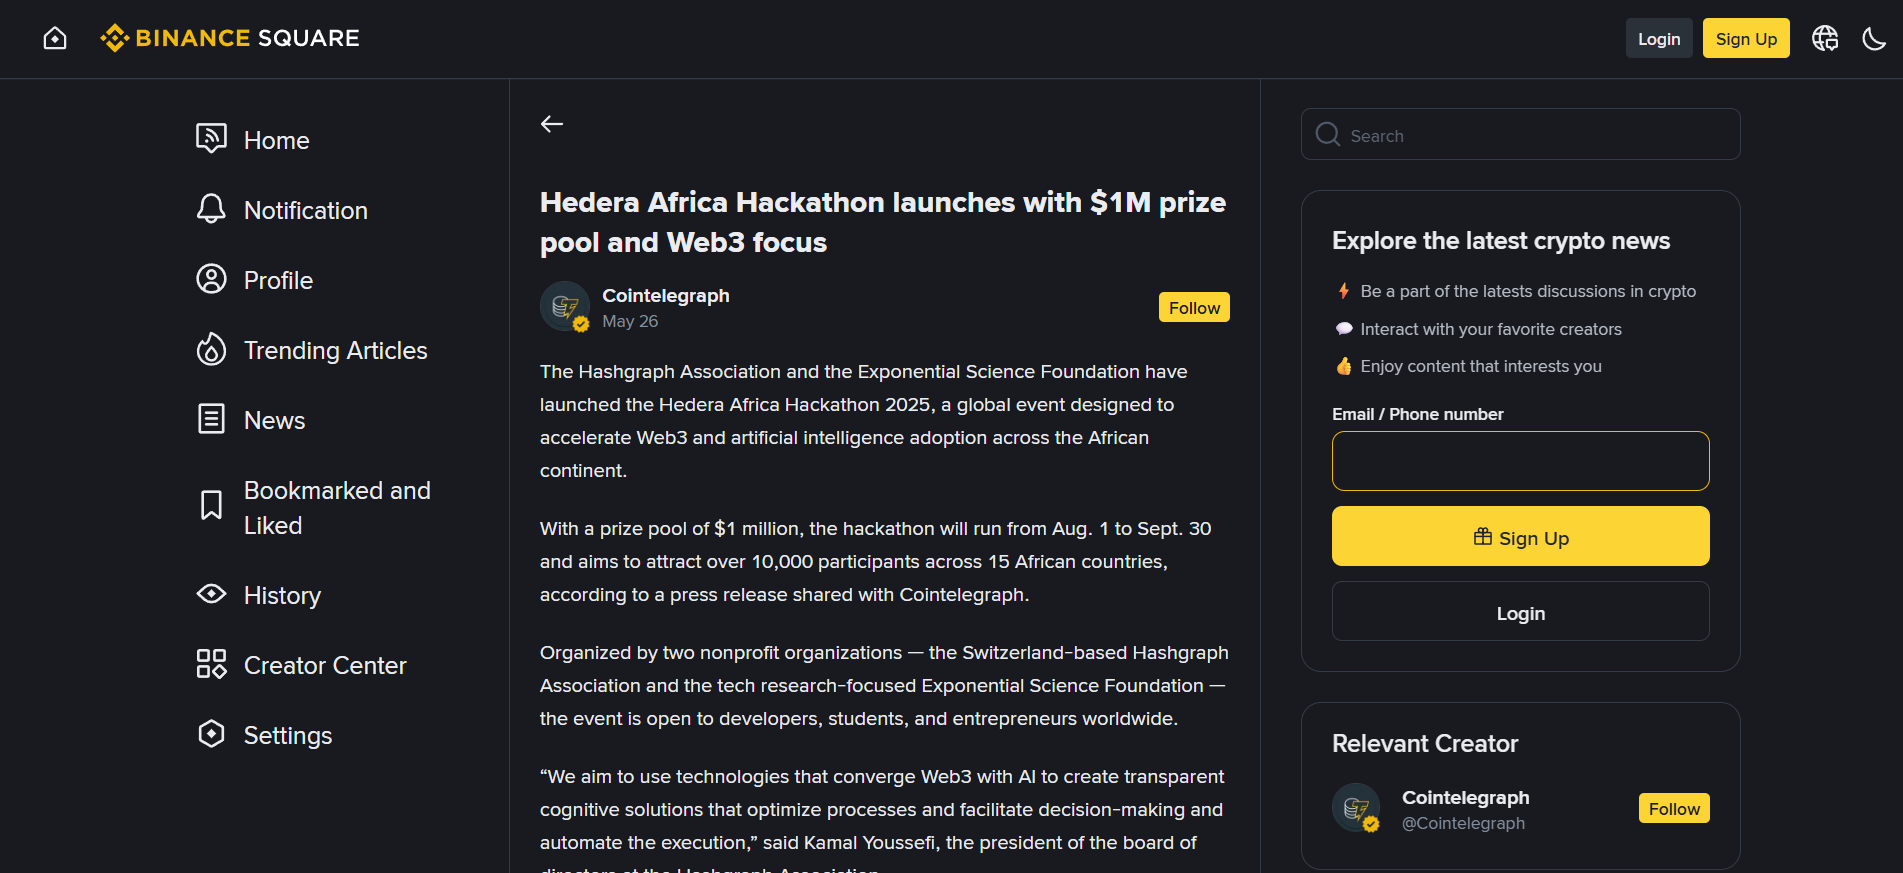 BINANCE SQUARE
Login
Sign Up
Home
Notification
Profile
Trending Articles
News
Bookmarked and
Liked
History
Creator Center
Settings
Hedera Africa Hackathon launches with $1M prize
pool and Web3 focus
Cointelegraph
May 26
Follow
The Hashgraph Association and the Exponential Science Foundation have
launched the Hedera Africa Hackathon 2025, a global event designed to
accelerate Web3 and artificial intelligence adoption across the African
continent.
With a prize pool of $1 million, the hackathon will run from Aug. 1 to Sept. 30
and aims to attract over 10,000 participants across 15 African countries,
according to a press release shared with Cointelegraph.
Organized by two nonprofit organizations — the Switzerland-based Hashgraph
Association and the tech research-focused Exponential Science Foundation —
the event is open to developers, students, and entrepreneurs worldwide.
“We aim to use technologies that converge Web3 with AI to create transparent
cognitive solutions that optimize processes and facilitate decision-making and
automate the execution,” said Kamal Youssefi, the president of the board of
directors at the Hashgraph Association
Search
Explore the latest crypto news
Be a part of the latests discussions in crypto
Interact with your favorite creators
Enjoy content that interests you
Email / Phone number
Sign Up
Login
Relevant Creator
Cointelegraph
@Cointelegraph
Follow